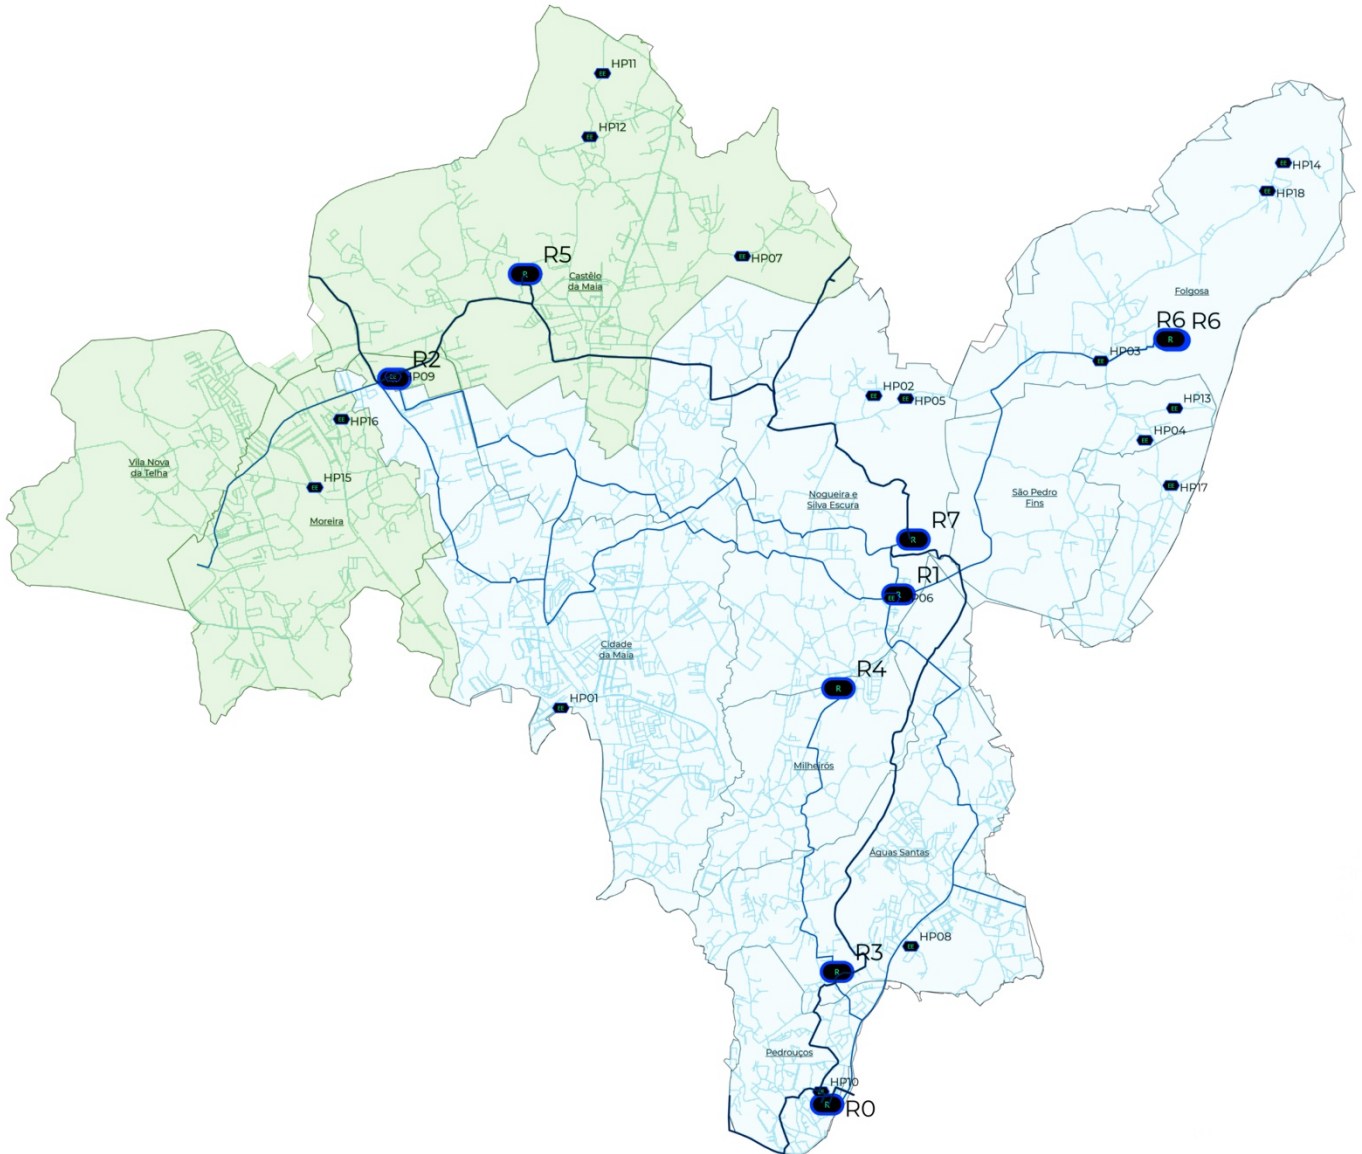 HP11
HP12
HP14
HP18
R5
HP07
Castêlo
da Maia
Folgosa
R6 R6
R
R
R2
HP03
P09
HP02
HP05
HP13
HP16
HP04
Vila Nova
da Telha
HP15
HP17
Nogueira e
Silva Escura
São Pedro
Fins
Moreira
R7
R
R1
P06
Cidade
da Maia
R4
R
HP01
Milheirós
Águas Santas
HP08
R3
R
Pedrouços
HP10
R
R0